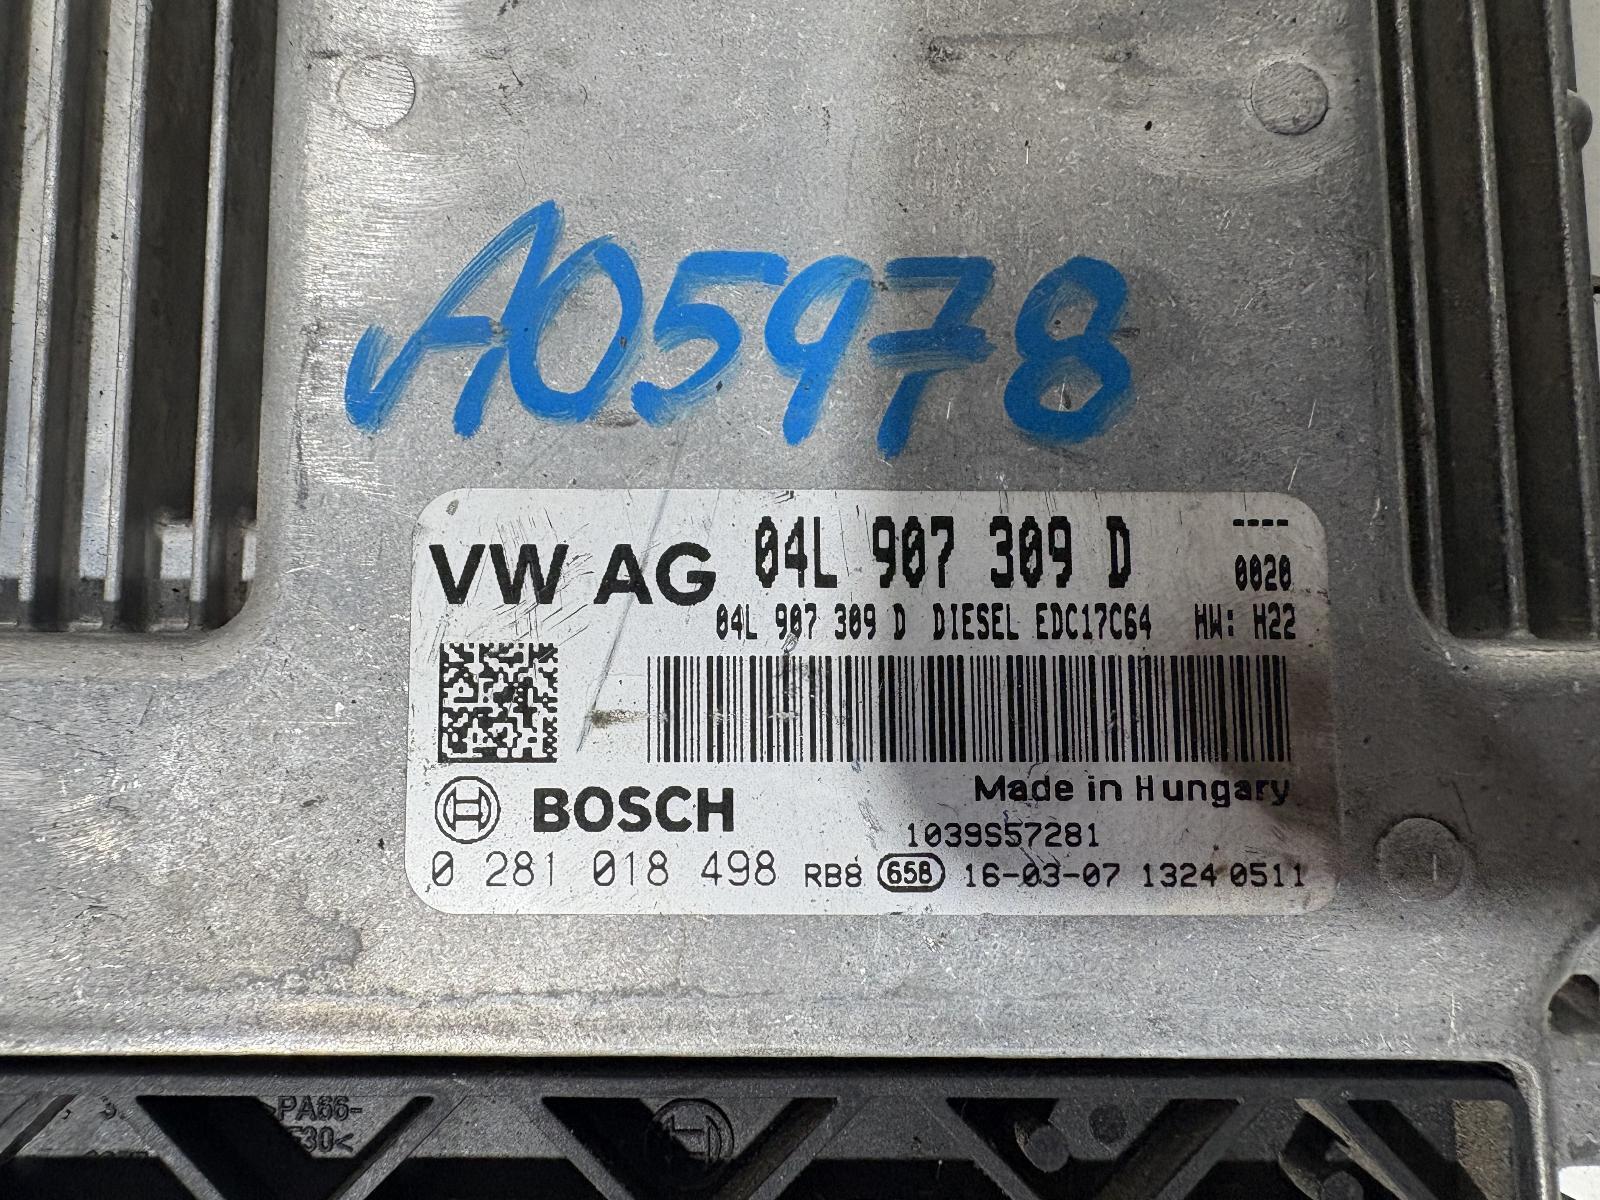 A05978
VW AG 04L 907 309 D ----
0020
04L 907 309 D DIESEL EDC17C64 HW: H22
BOSCH
Made in Hungary
1039S57281
0 281 018 498 RB8 65B 16-03-07 1324 0511
>PA66-